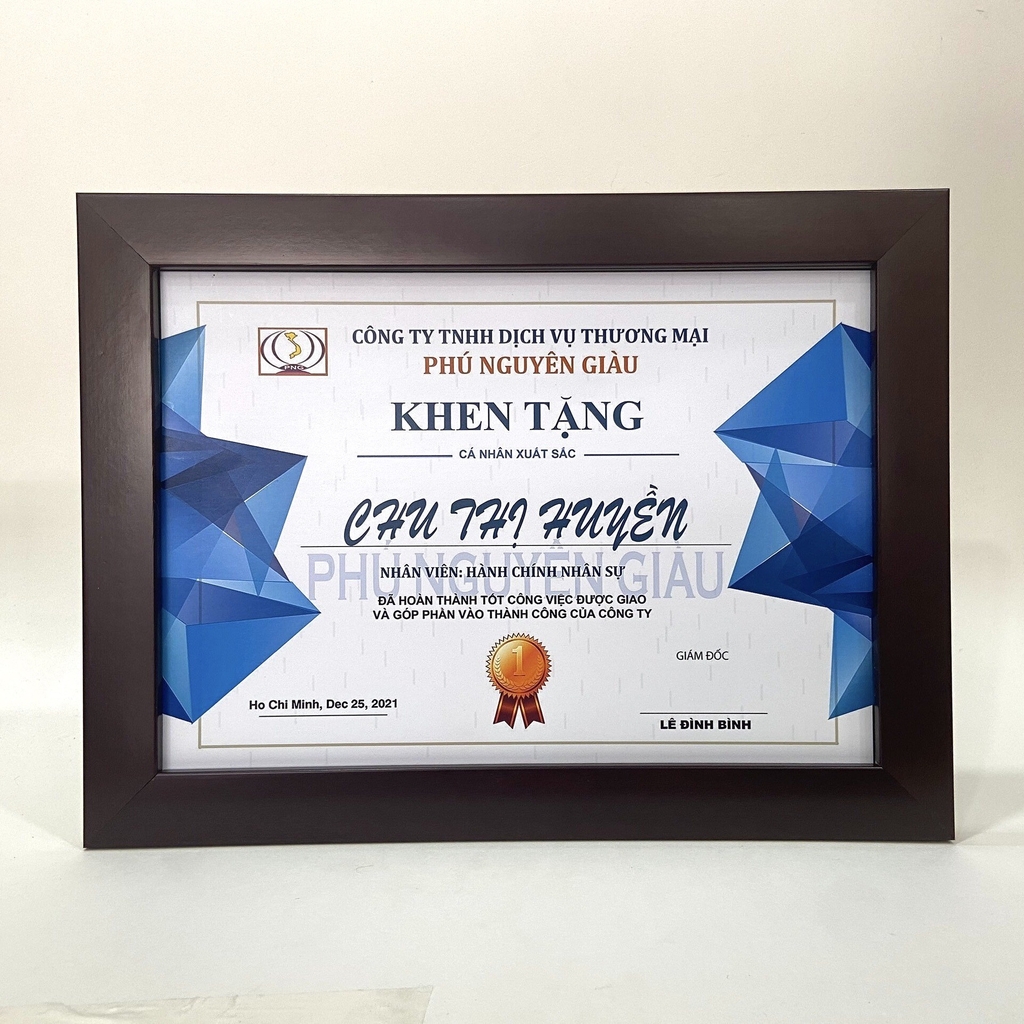 PNG
CÔNG TY TNHH DỊCH VỤ THƯƠNG MẠI
PHÚ NGUYÊN GIÀU
KHEN TẶNG
CÁ NHÂN XUẤT SẮC
CHU THỊ HUYỀN
PHÚ NGUYÊN GIÀU
NHÂN VIÊN: HÀNH CHÍNH NHÂN SỰ
ĐÃ HOÀN THÀNH TỐT CÔNG VIỆC ĐƯỢC GIAO
VÀ GÓP PHẦN VÀO THÀNH CÔNG CỦA CÔNG TY
1
GIÁM ĐỐC
Ho Chi Minh, Dec 25, 2021
LÊ ĐÌNH BÌNH